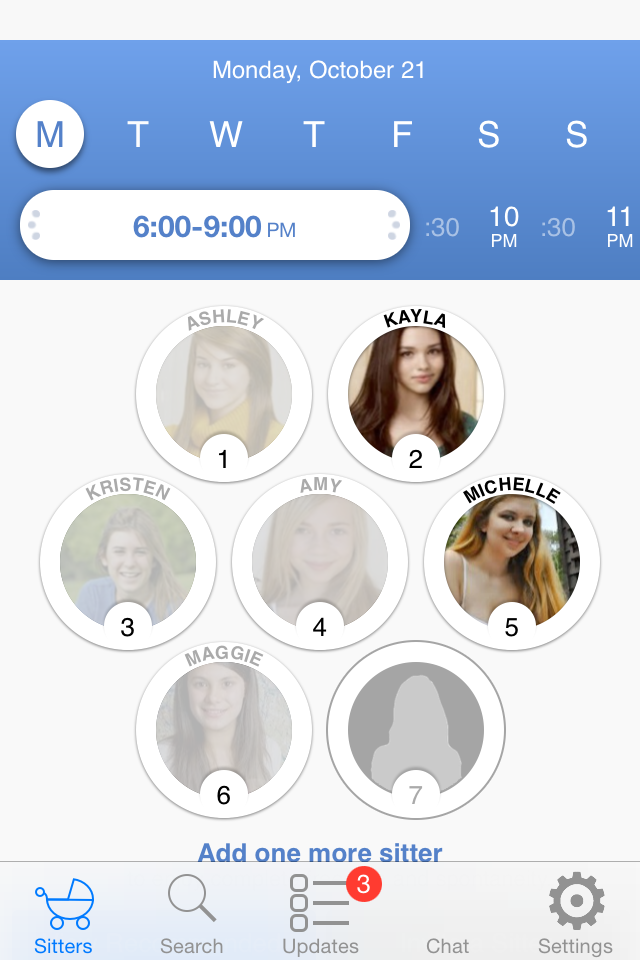 Monday, October 21
M T W T F S S
6:00-9:00 PM :30 10 PM :30 11 PM
ASHLEY
1
KAYLA
2
KRISTEN
3
AMY
4
MICHELLE
5
MAGGIE
6
7
Add one more sitter
3
Sitters Search Updates Chat Settings